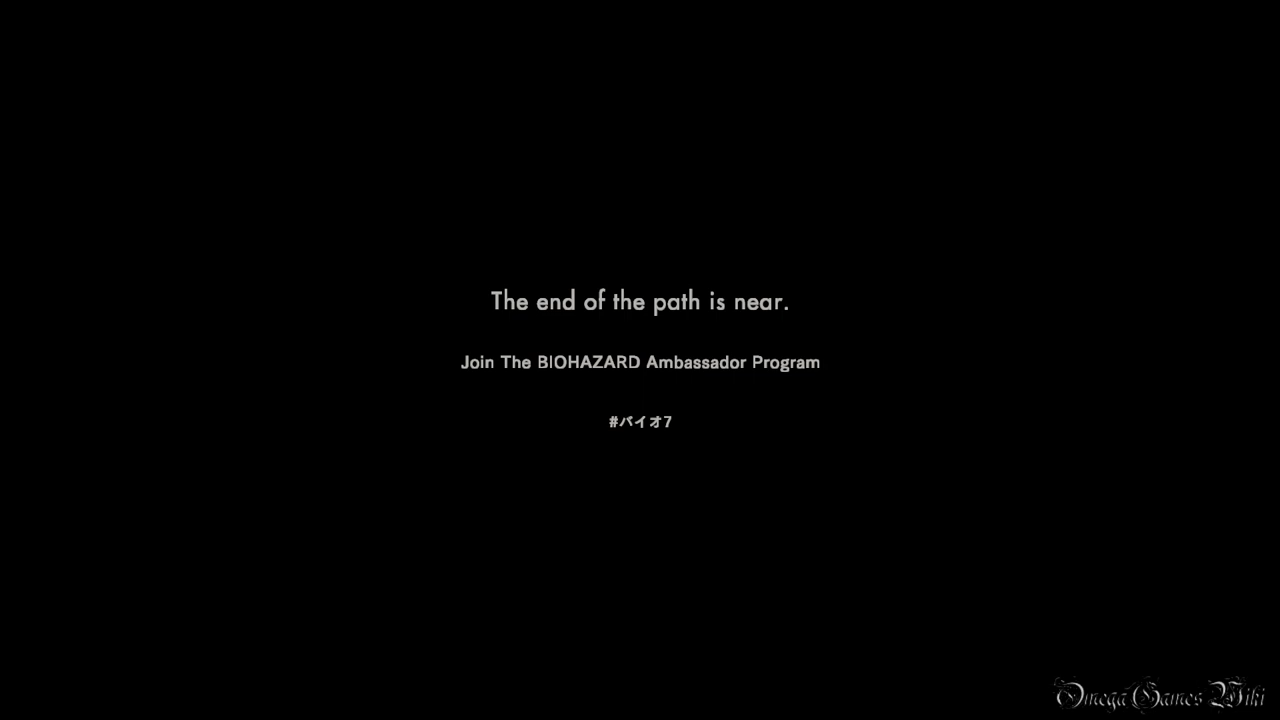 The end of the path is near.
Join The BIOHAZARD Ambassador Program
#バイオ7
Omega Games Wiki